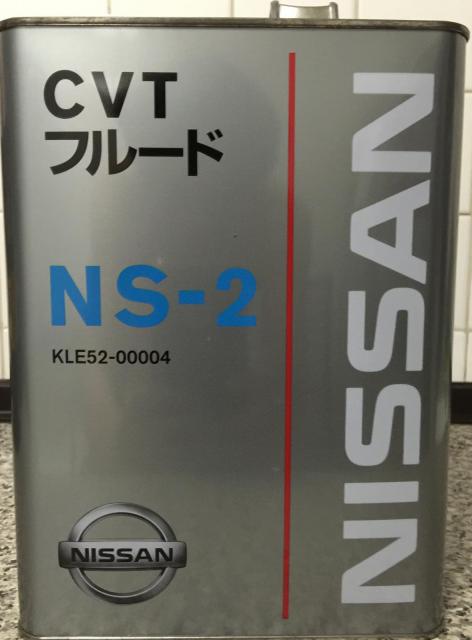 CVT
フルード
NS-2
KLE52-00004
NISSAN
NISSAN